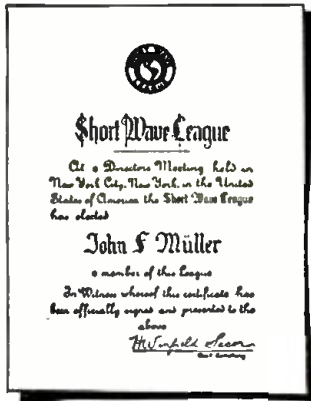 Short Wave League
At a Directors Meeting held in
New York City, New York, in the United
States of America the Short Wave League
has elected
John F Müller
a member of this League
In Witness whereof this certificate has
been officially signed and presented to the
above
H. Winfield Secor